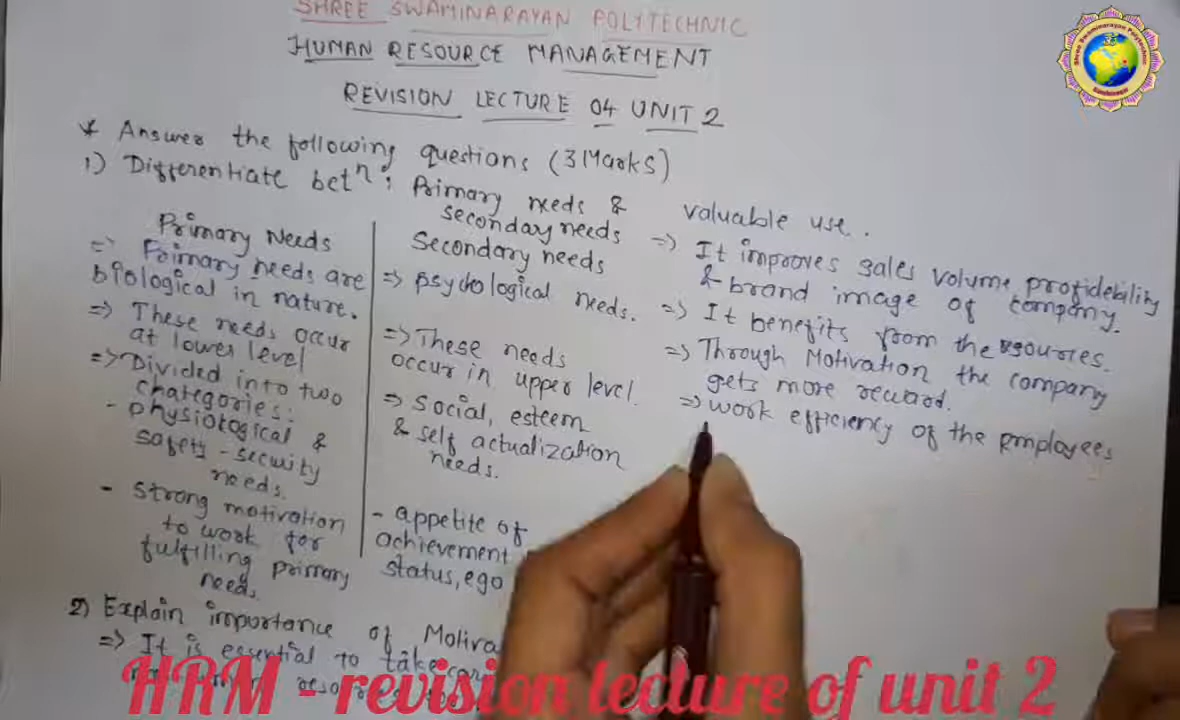 SHREE SWAMINARAYAN POLYTECHNIC
HUMAN RESOURCE MANAGEMENT
REVISION LECTURE 04 UNIT 2
* Answer the following questions (3 Marks)
1) Differentiate betn : Primary needs &
seconday needs
Primary Needs
=> Primary needs are
biological in nature.
=> These needs occur
at lower level
=> Divided into two
chategories:
- physiological &
safety - security
needs.
- Strong motivation
to work for
fulfilling primary
needs.
Secondary needs
=> psychological needs.
=> These needs
occur in upper level.
=> Social, esteem
& self actualization
needs.
- appetite of
achievement
status, ego
2) Explain importance of Motiva
=> It is essential to take
valuable use.
=> It improves sales volume profidebility
& brand image of company.
=> It benefits from the
=> Through Motivation the company
gets more reward.
=> work efficiency of the employees
HRM - revision lecture of unit 2
Shree Swaminarayan Polytechnic